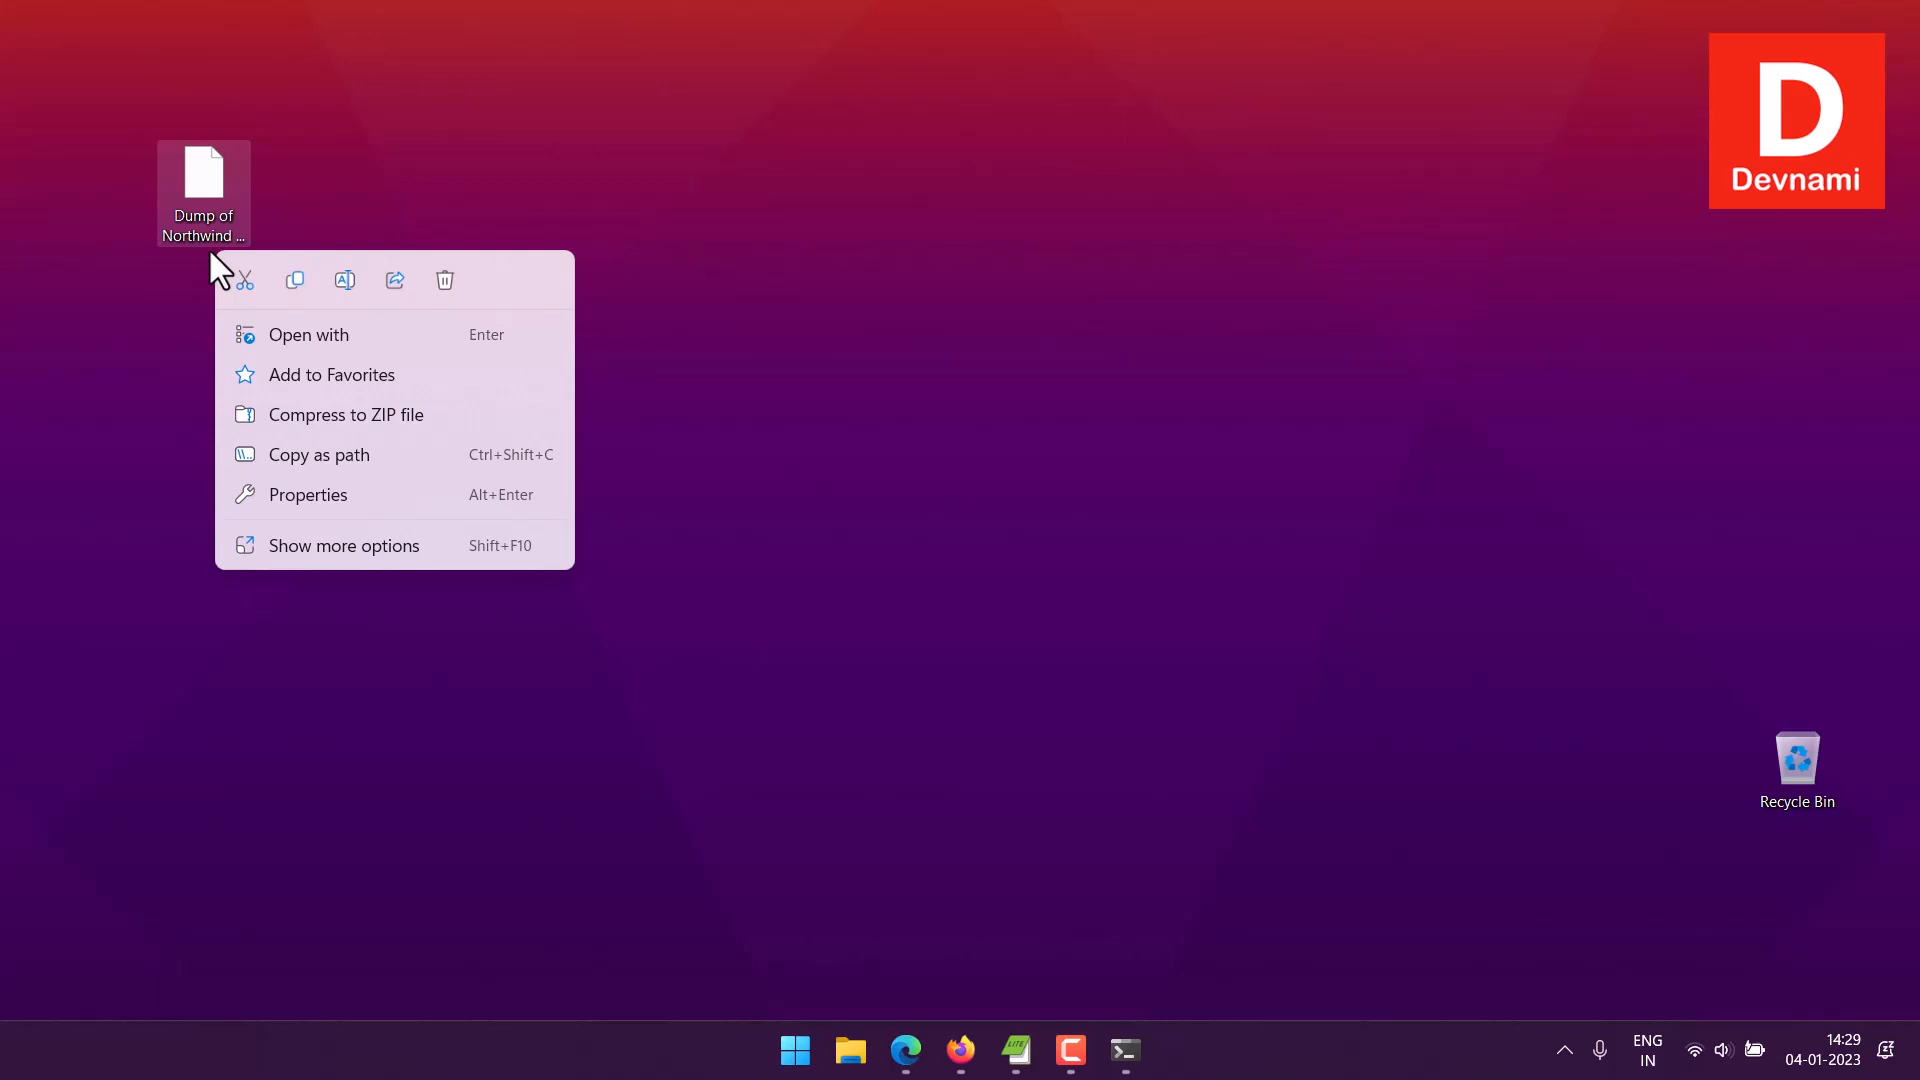 D
Devnami
Dump of
Northwind ...
Open with Enter
Add to Favorites
Compress to ZIP file
Copy as path Ctrl+Shift+C
Properties Alt+Enter
Show more options Shift+F10
Recycle Bin
LITE
ENG
IN
14:29
04-01-2023